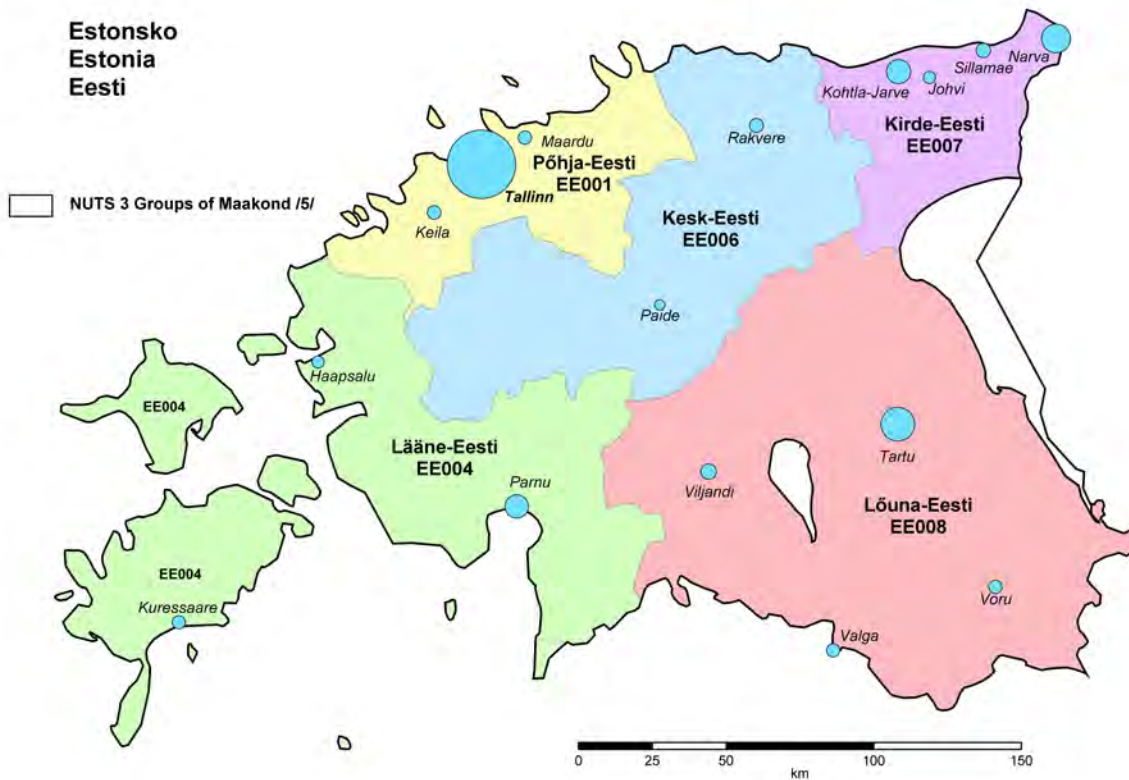 Estonsko
Estonia
Eesti
NUTS 3 Groups of Maakond /5/
Narva
Sillamae
Kohtla-Jarve
Johvi
Kirde-Eesti
EE007
Maardu
Rakvere
Põhja-Eesti
EE001
Tallinn
Keila
Kesk-Eesti
EE006
Paide
Haapsalu
EE004
Lääne-Eesti
EE004
Parnu
Tartu
Viljandi
Lőuna-Eesti
EE008
EE004
Kuressaare
Voru
Valga
0 25 50 100 150
km